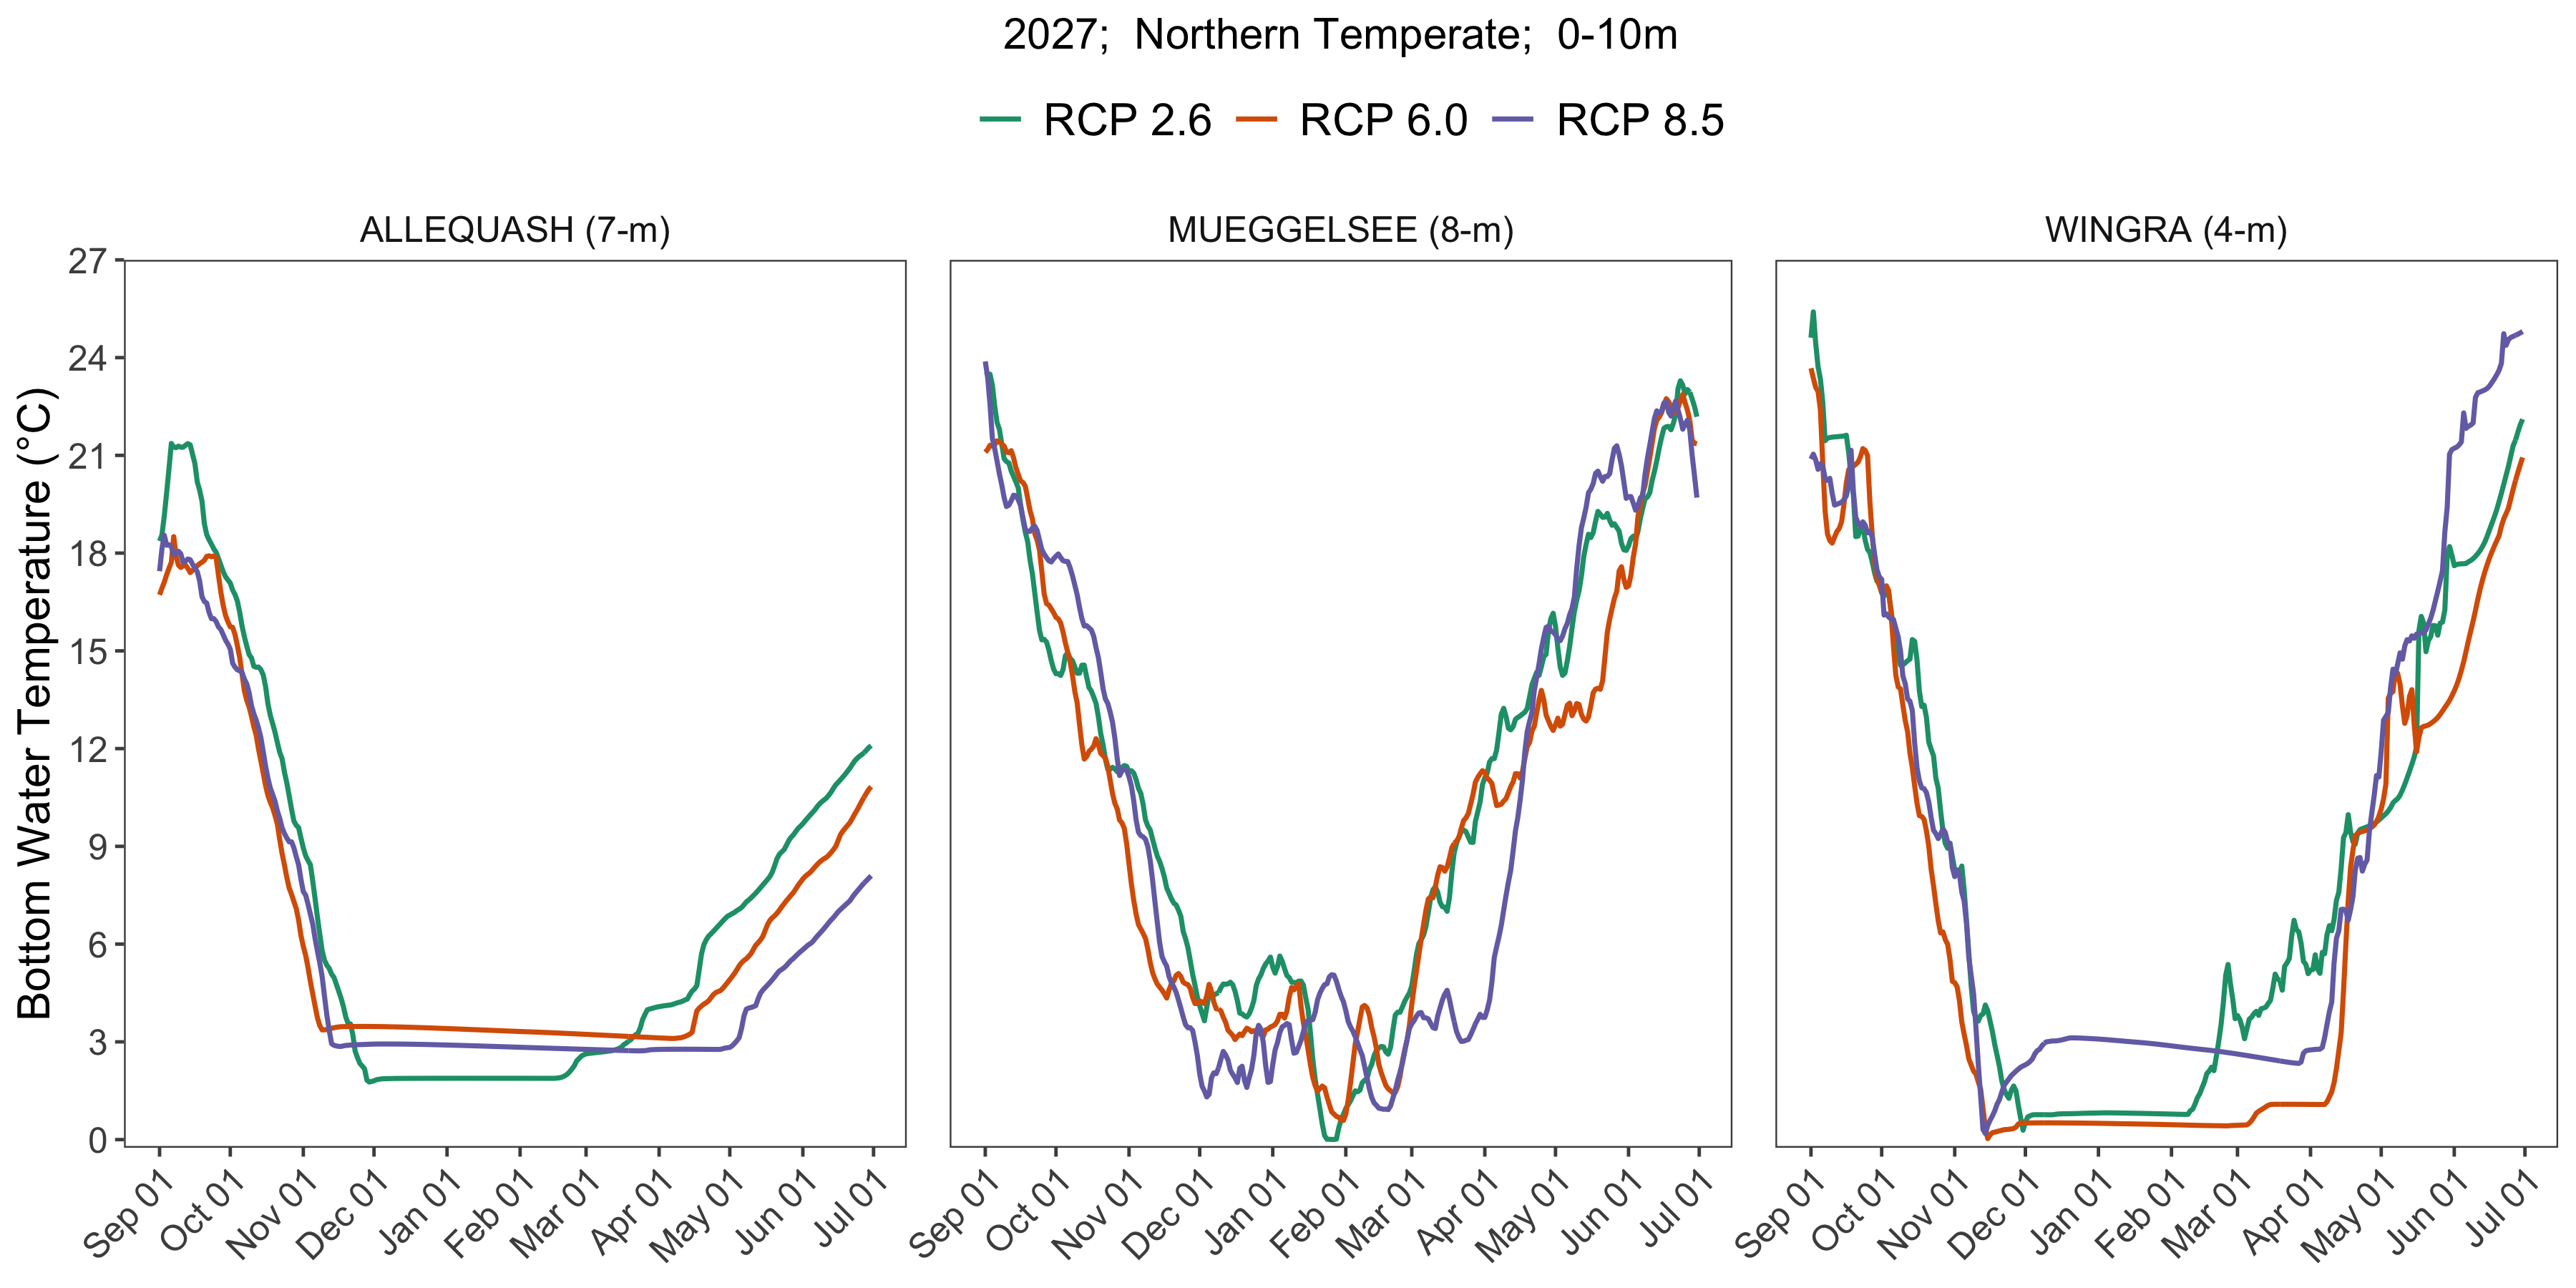 2027; Northern Temperate; 0-10m
RCP 2.6 RCP 6.0 RCP 8.5
ALLEQUASH (7-m) MUEGGELSEE (8-m) WINGRA (4-m)
Bottom Water Temperature (°C)
27
24
21
18
15
12
9
6
3
0
Sep 01 Oct 01 Nov 01 Dec 01 Jan 01 Feb 01 Mar 01 Apr 01 May 01 Jun 01 Jul 01
Sep 01 Oct 01 Nov 01 Dec 01 Jan 01 Feb 01 Mar 01 Apr 01 May 01 Jun 01 Jul 01
Sep 01 Oct 01 Nov 01 Dec 01 Jan 01 Feb 01 Mar 01 Apr 01 May 01 Jun 01 Jul 01